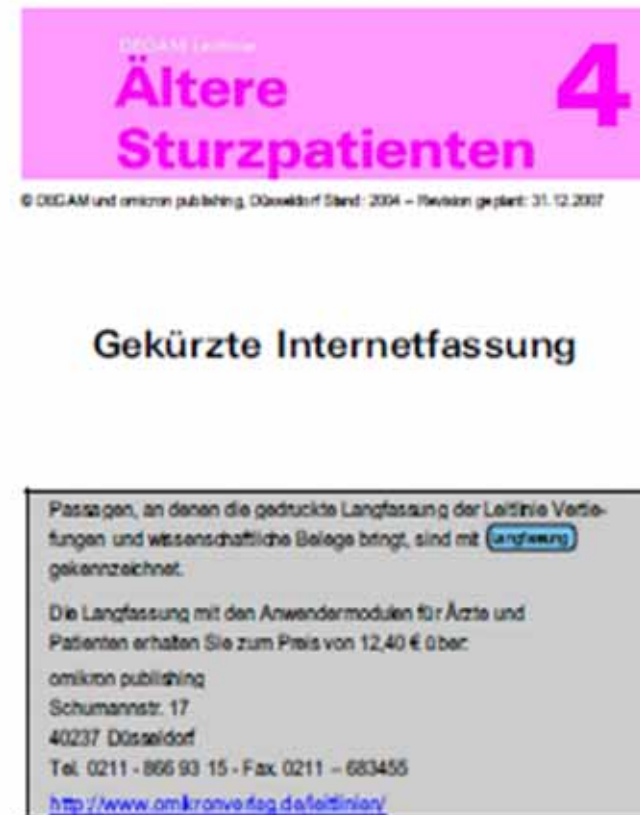 DEGAM Leitlinie
Ältere
Sturzpatienten
4
© DEGAM und omicron publishing, Düsseldorf Stand: 2004 – Revision geplant: 31.12.2007
Gekürzte Internetfassung
Passagen, an denen die gedruckte Langfassung der Leitlinie Vertie-
fungen und wissenschaftliche Belege bringt, sind mit Langfassung
gekennzeichnet.
Die Langfassung mit den Anwendermodulen für Ärzte und
Patienten erhalten Sie zum Preis von 12,40 € über:
omikron publishing
Schumannstr. 17
40237 Düsseldorf
Tel. 0211 - 866 93 15 - Fax. 0211 – 683455
http://www.omikronverlag.de/leitlinien/